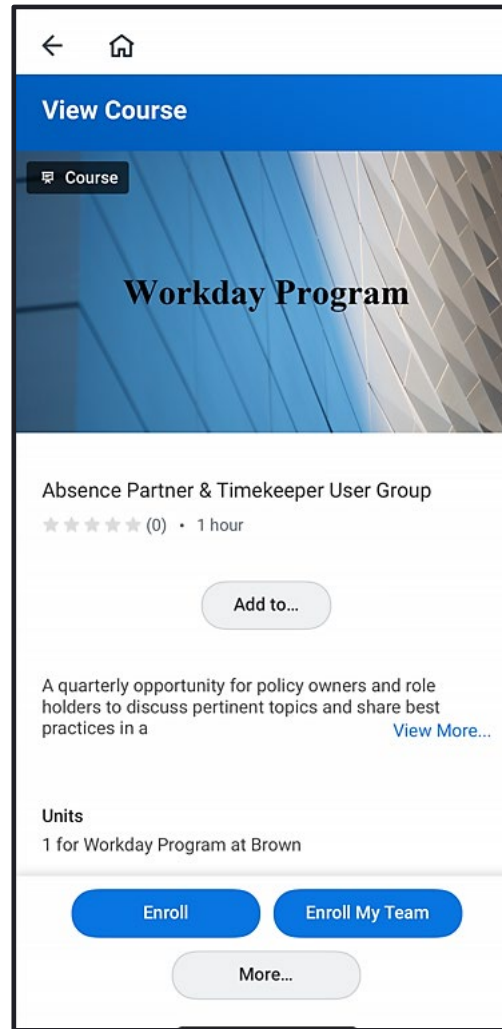 View Course
Course
Workday Program
Absence Partner & Timekeeper User Group
(0) • 1 hour
Add to...
A quarterly opportunity for policy owners and role
holders to discuss pertinent topics and share best
practices in a View More...
Units
1 for Workday Program at Brown
Enroll Enroll My Team
More...